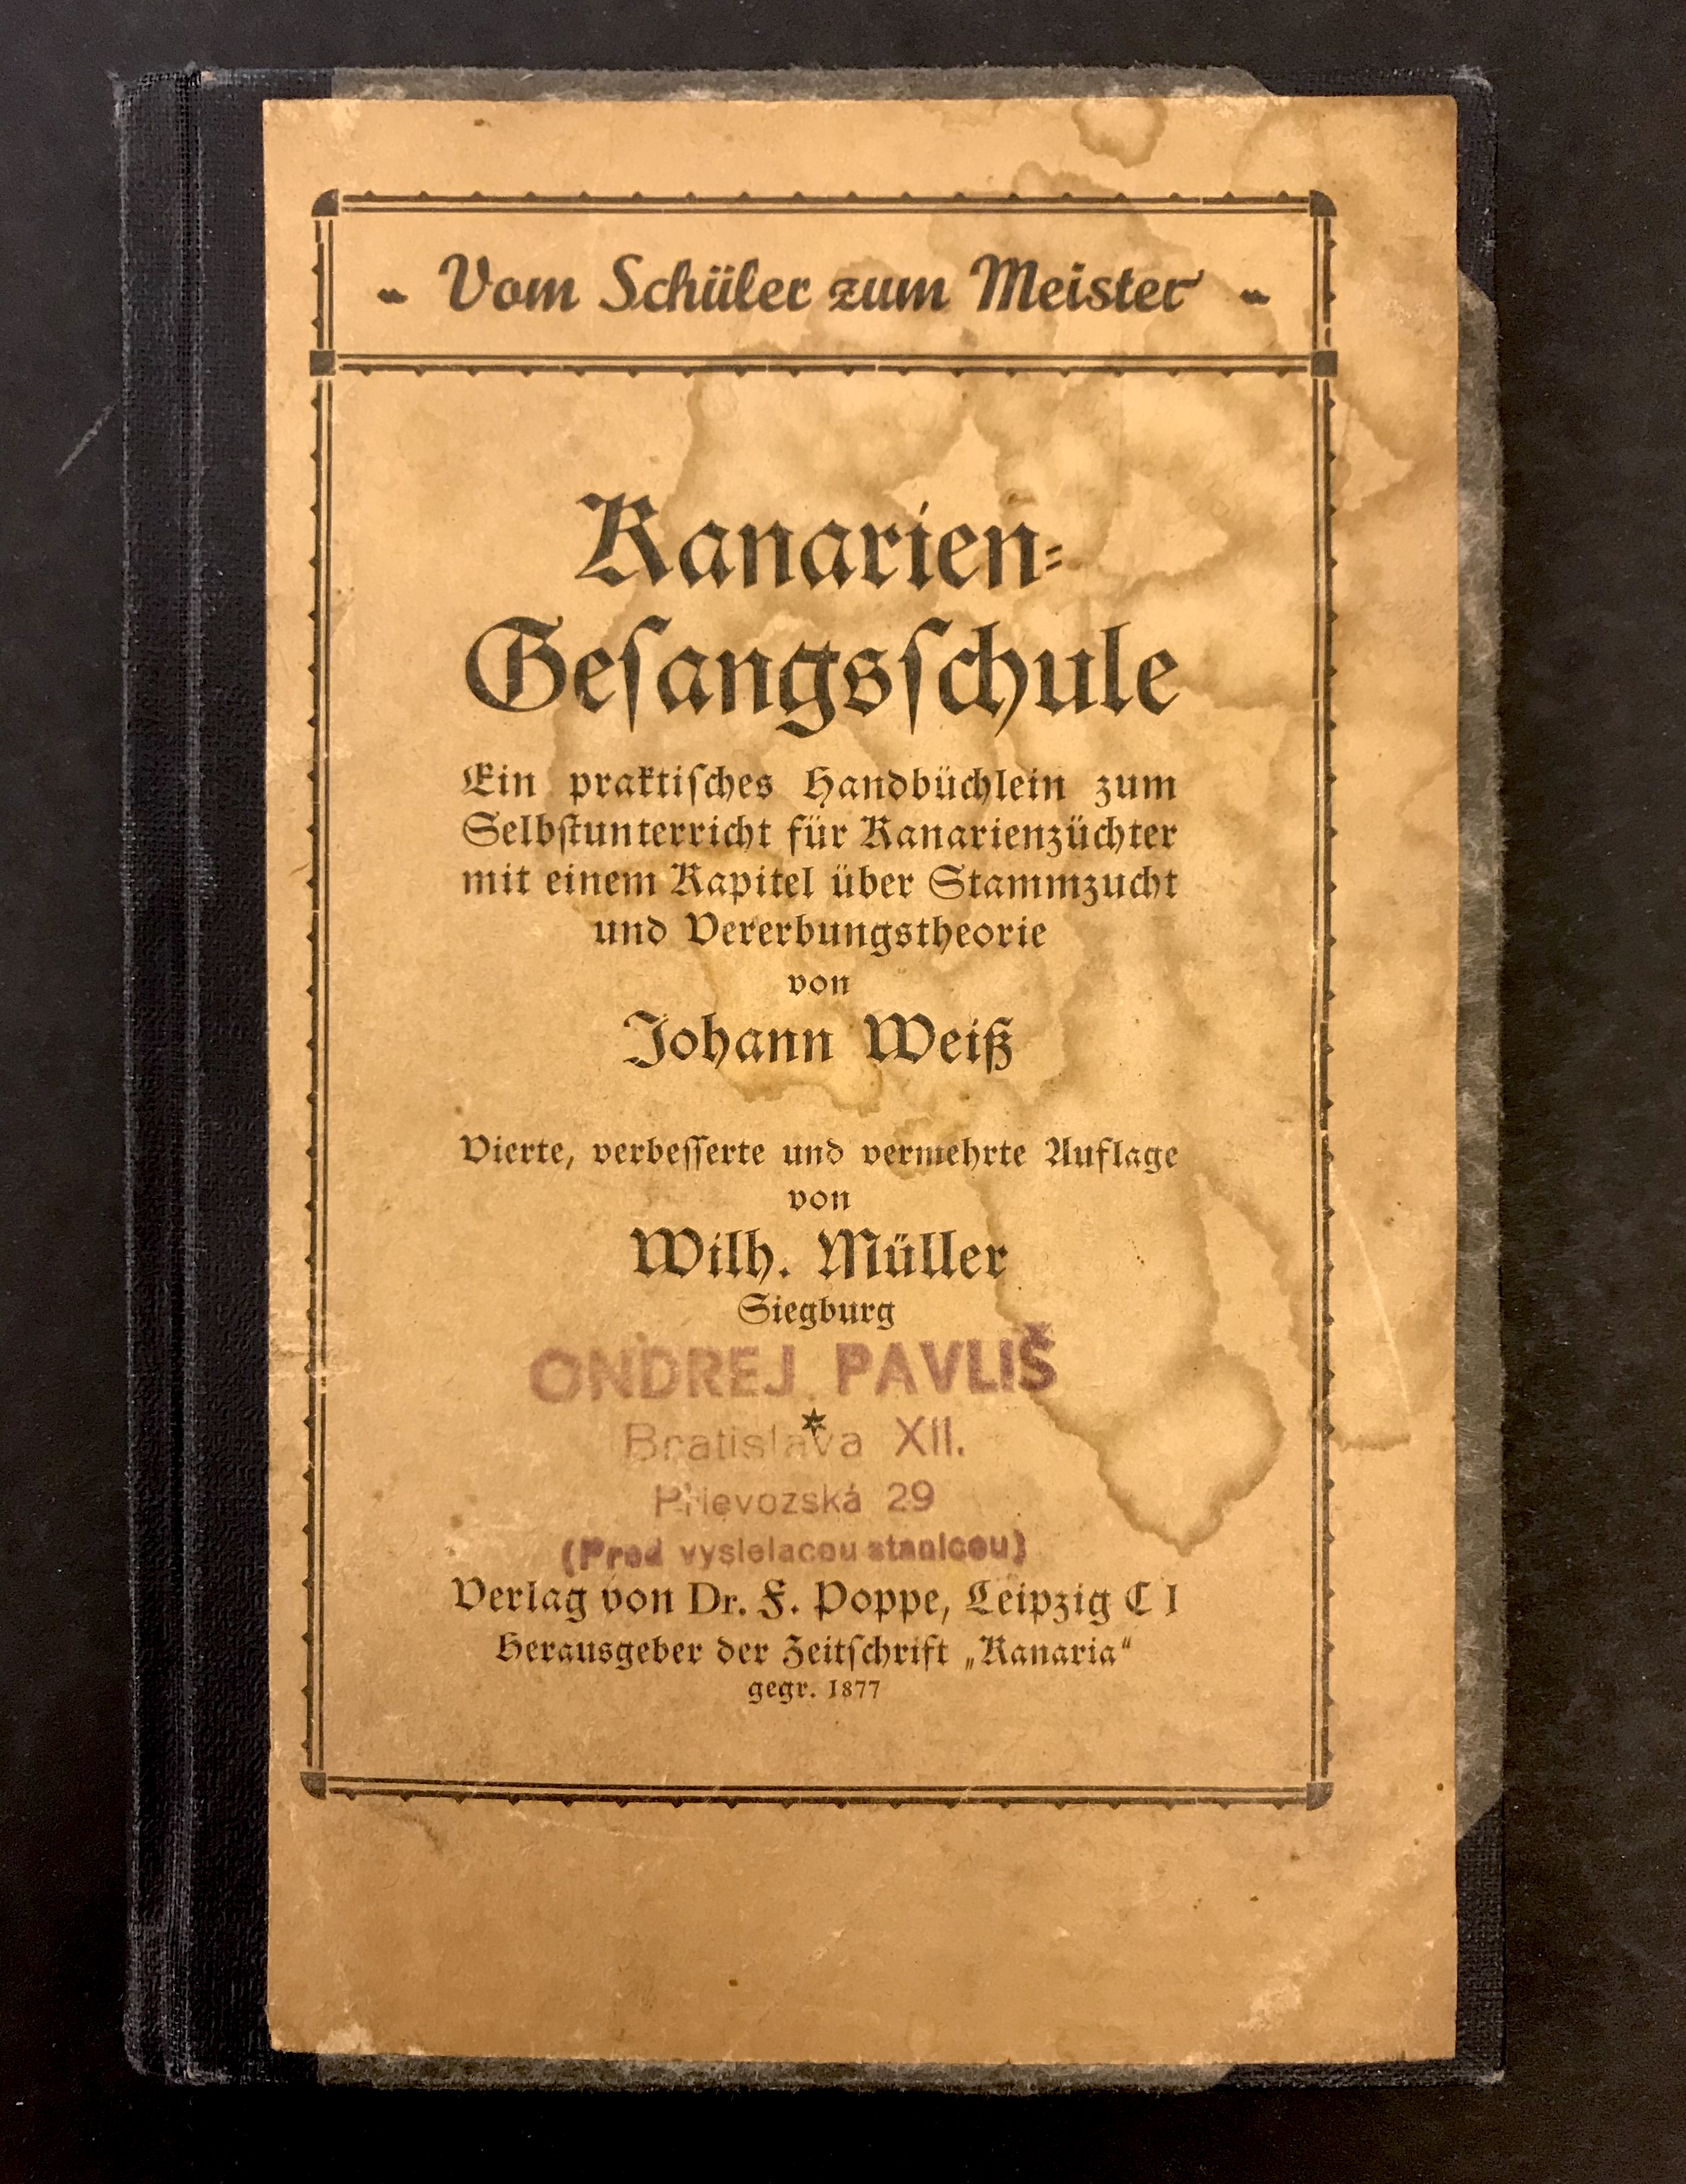 Vom Schüler zum Meister
Kanarien-
Geſangsſchule
Ein praktiſches Handbüchlein zum
Selbſtunterricht für Kanarienzüchter
mit einem Kapitel über Stammzucht
und Vererbungstheorie
von
Johann Weiß
Vierte, verbeſſerte und vermehrte Auflage
von
Wilh. Müller
Siegburg
ONDREJ PAVLIŠ
Bratislava XII.
Prievozská 29
(Pred vysielacou stanicou)
Verlag von Dr. F. Poppe, Leipzig C 1
Herausgeber der Zeitſchrift „Kanaria“
gegr. 1877